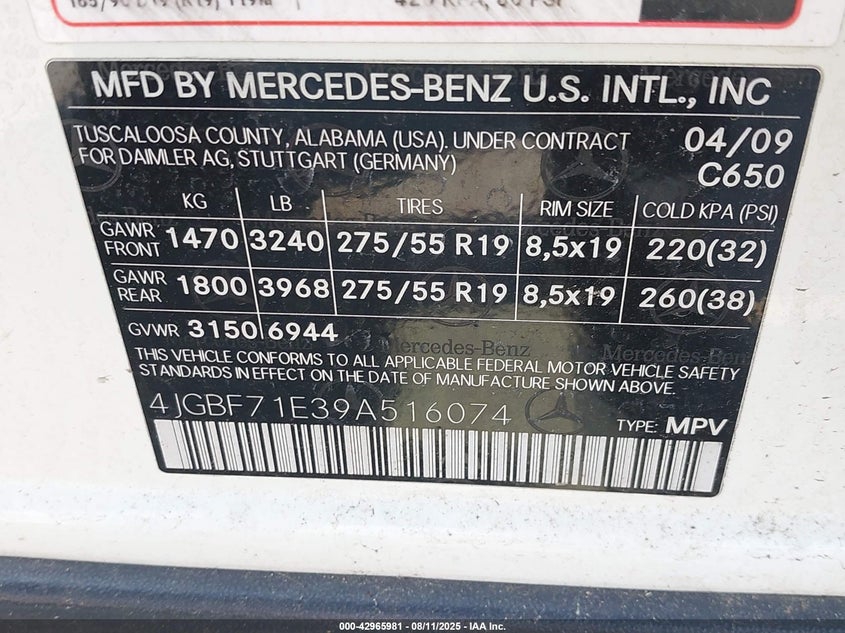 MFD BY MERCEDES-BENZ U.S. INTL., INC
TUSCALOOSA COUNTY, ALABAMA (USA). UNDER CONTRACT
FOR DAIMLER AG, STUTTGART (GERMANY)
04/09
C650
KG LB TIRES RIM SIZE COLD KPA (PSI)
GAWR FRONT 1470 3240 275/55 R19 8,5x19 220(32)
GAWR REAR 1800 3968 275/55 R19 8,5x19 260(38)
GVWR 3150 6944
Mercedes-Benz Mercedes-Benz
THIS VEHICLE CONFORMS TO ALL APPLICABLE FEDERAL MOTOR VEHICLE SAFETY
STANDARDS IN EFFECT ON THE DATE OF MANUFACTURE SHOWN ABOVE.
4JGBF71E39A516074
TYPE: MPV
000-42965981 - 08/11/2025 - IAA Inc.